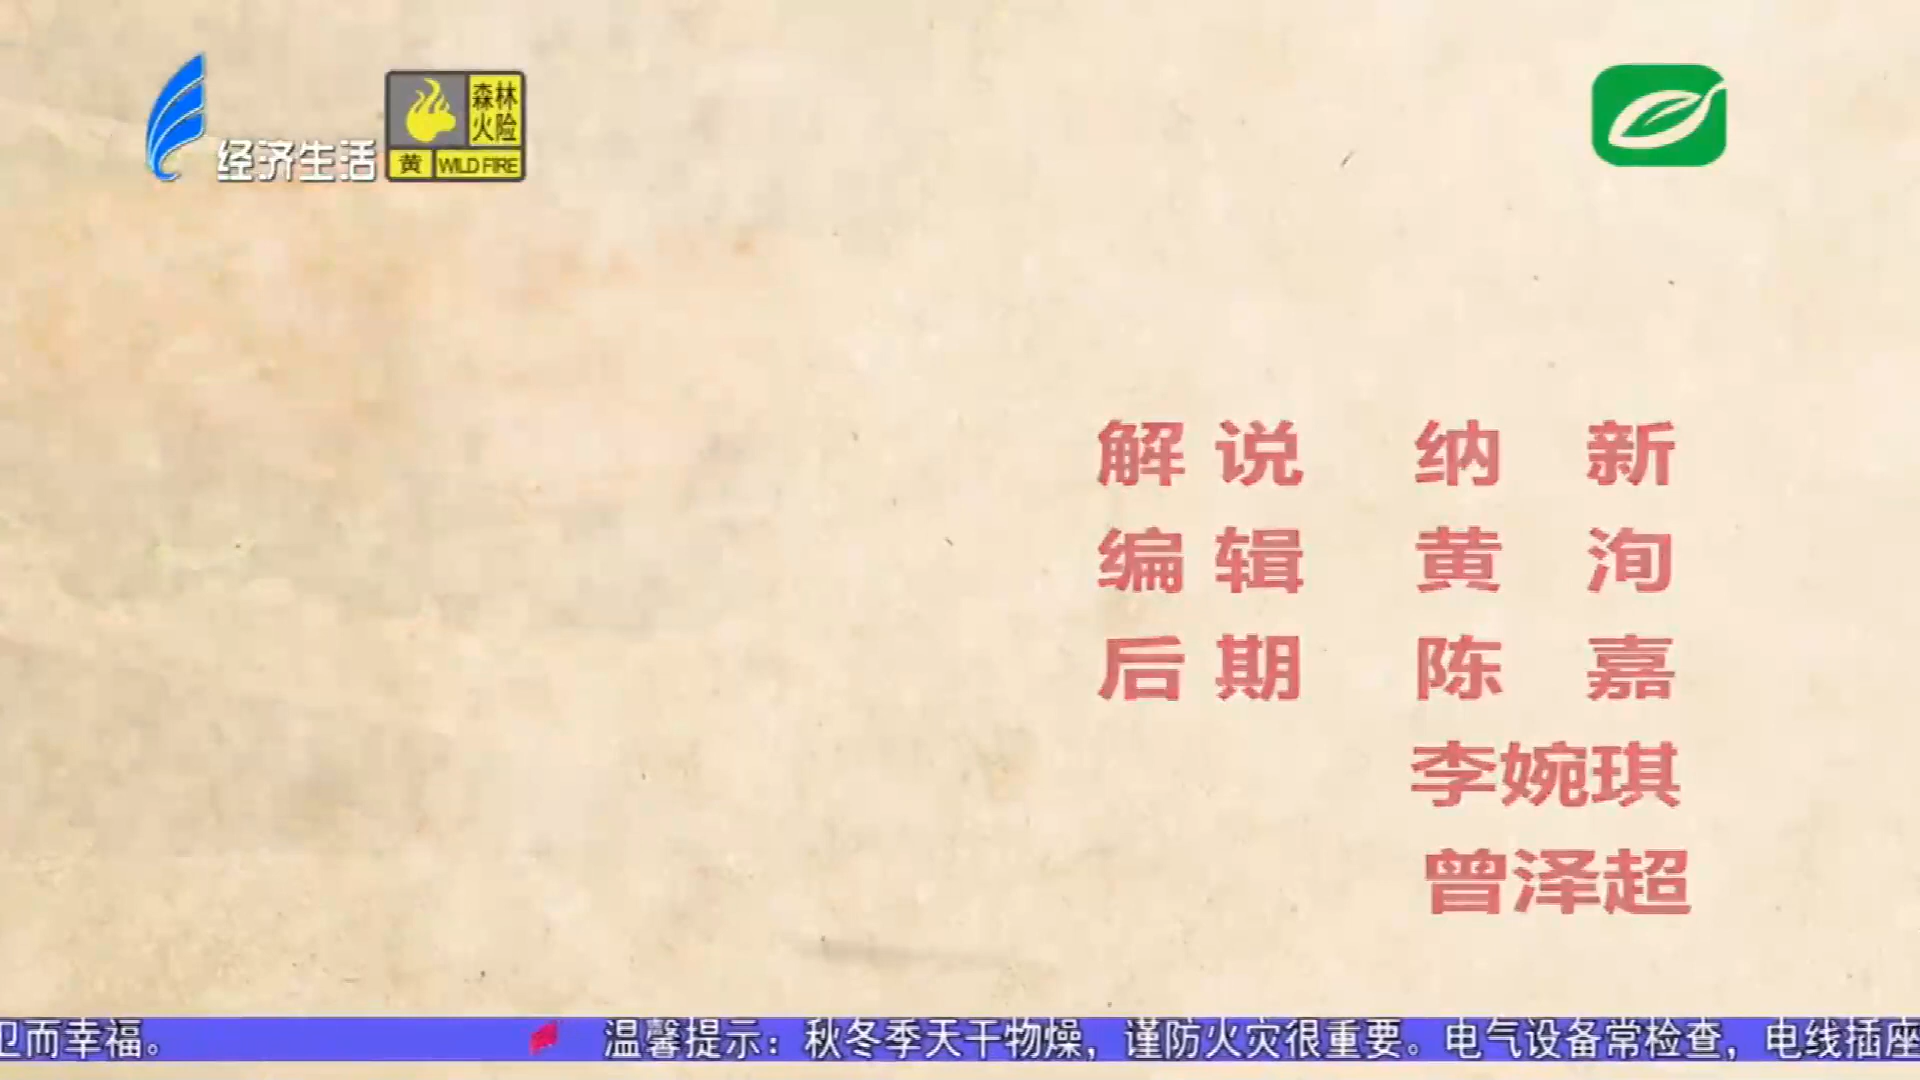 经济生活
森林
火险
黄 WILD FIRE
解说 纳新
编辑 黄洵
后期 陈嘉
李婉琪
曾泽超
卫而幸福。 温馨提示：秋冬季天干物燥，谨防火灾很重要。电气设备常检查，电线插座